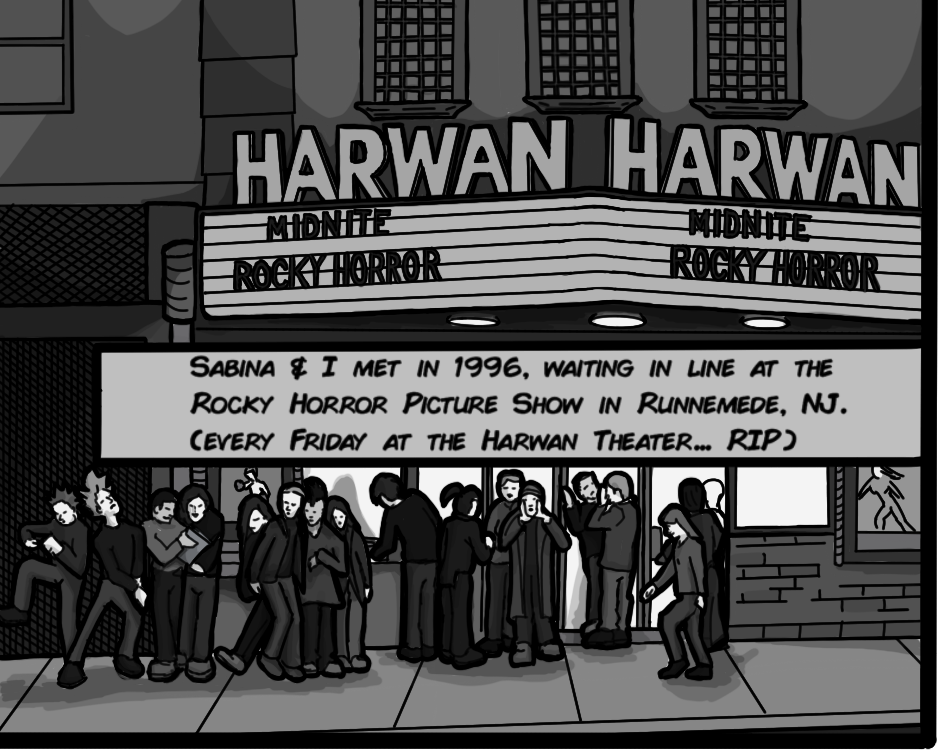 HARWAN HARWAN
MIDNITE MIDNITE
ROCKY HORROR ROCKY HORROR
SABINA & I MET IN 1996, WAITING IN LINE AT THE
ROCKY HORROR PICTURE SHOW IN RUNNEMEDE, NJ.
(EVERY FRIDAY AT THE HARWAN THEATER... RIP)